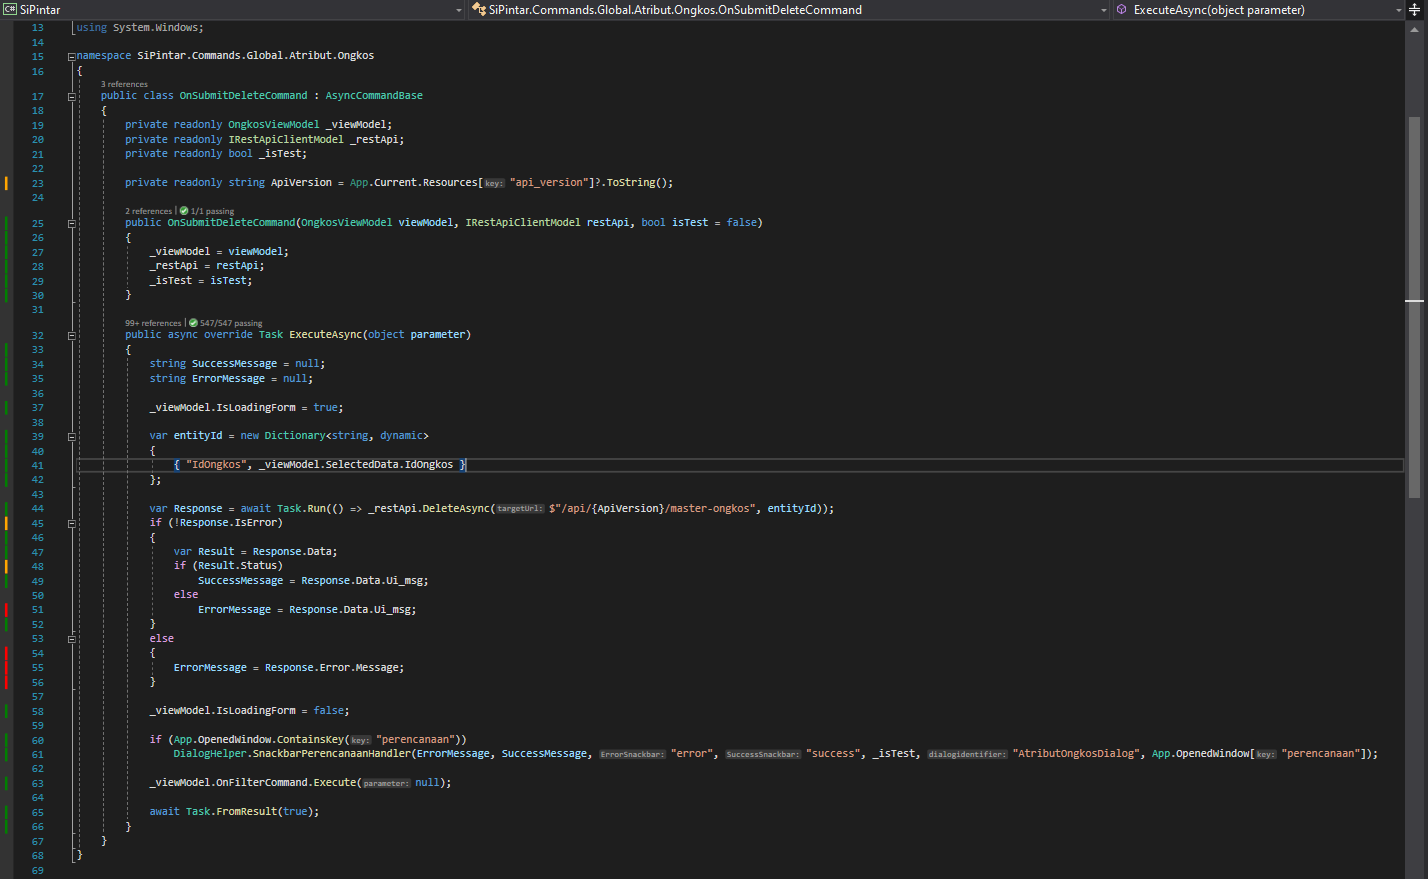 SiPintar SiPintar.Commands.Global.Atribut.Ongkos.OnSubmitDeleteCommand ExecuteAsync(object parameter)
13 using System.Windows;
14
15 namespace SiPintar.Commands.Global.Atribut.Ongkos
16 {
3 references
17 public class OnSubmitDeleteCommand : AsyncCommandBase
18 {
19 private readonly OngkosViewModel _viewModel;
20 private readonly IRestApiClientModel _restApi;
21 private readonly bool _isTest;
22
23 private readonly string ApiVersion = App.Current.Resources[key: "api_version"]?.ToString();
24
2 references | 1/1 passing
25 public OnSubmitDeleteCommand(OngkosViewModel viewModel, IRestApiClientModel restApi, bool isTest = false)
26 {
27 _viewModel = viewModel;
28 _restApi = restApi;
29 _isTest = isTest;
30 }
31
99+ references | 547/547 passing
32 public async override Task ExecuteAsync(object parameter)
33 {
34 string SuccessMessage = null;
35 string ErrorMessage = null;
36
37 _viewModel.IsLoadingForm = true;
38
39 var entityId = new Dictionary<string, dynamic>
40 {
41 { "IdOngkos", _viewModel.SelectedData.IdOngkos }
42 };
43
44 var Response = await Task.Run(() => _restApi.DeleteAsync(targetUrl: $"/api/{ApiVersion}/master-ongkos", entityId));
45 if (!Response.IsError)
46 {
47 var Result = Response.Data;
48 if (Result.Status)
49 SuccessMessage = Response.Data.Ui_msg;
50 else
51 ErrorMessage = Response.Data.Ui_msg;
52 }
53 else
54 {
55 ErrorMessage = Response.Error.Message;
56 }
57
58 _viewModel.IsLoadingForm = false;
59
60 if (App.OpenedWindow.ContainsKey(key: "perencanaan"))
61 DialogHelper.SnackbarPerencanaanHandler(ErrorMessage, SuccessMessage, ErrorSnackbar: "error", SuccessSnackbar: "success", _isTest, dialogidentifier: "AtributOngkosDialog", App.OpenedWindow[key: "perencanaan"]);
62
63 _viewModel.OnFilterCommand.Execute(parameter: null);
64
65 await Task.FromResult(true);
66 }
67 }
68 }
69